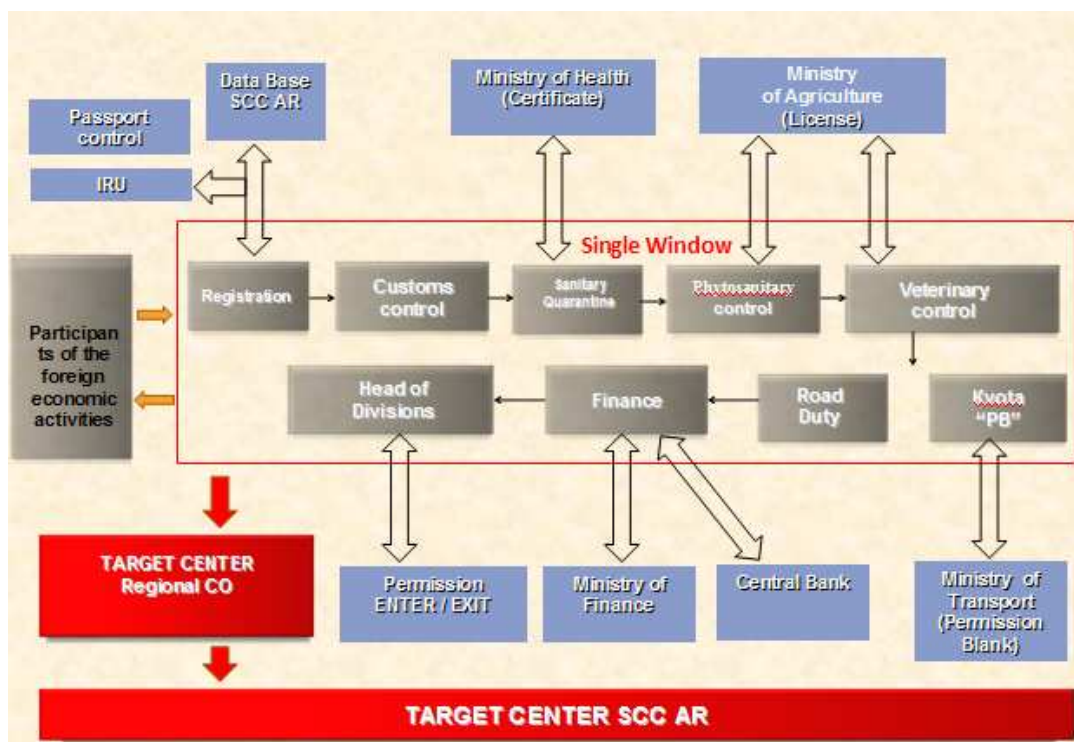 Data Base
SCC AR
Ministry of Health
(Certificate)
Ministry
of Agriculture
(License)
Passport
control
IRU
Single Window
Registration
Customs
control
Sanitary
Quarantine
Phytosanitary
control
Veterinary
control
Participan
ts of the
foreign
economic
activities
Head of
Divisions
Finance
Road
Duty
Kvota
“PB”
TARGET CENTER
Regional CO
Permission
ENTER / EXIT
Ministry of
Finance
Central Bank
Ministry of
Transport
(Permission
Blank)
TARGET CENTER SCC AR